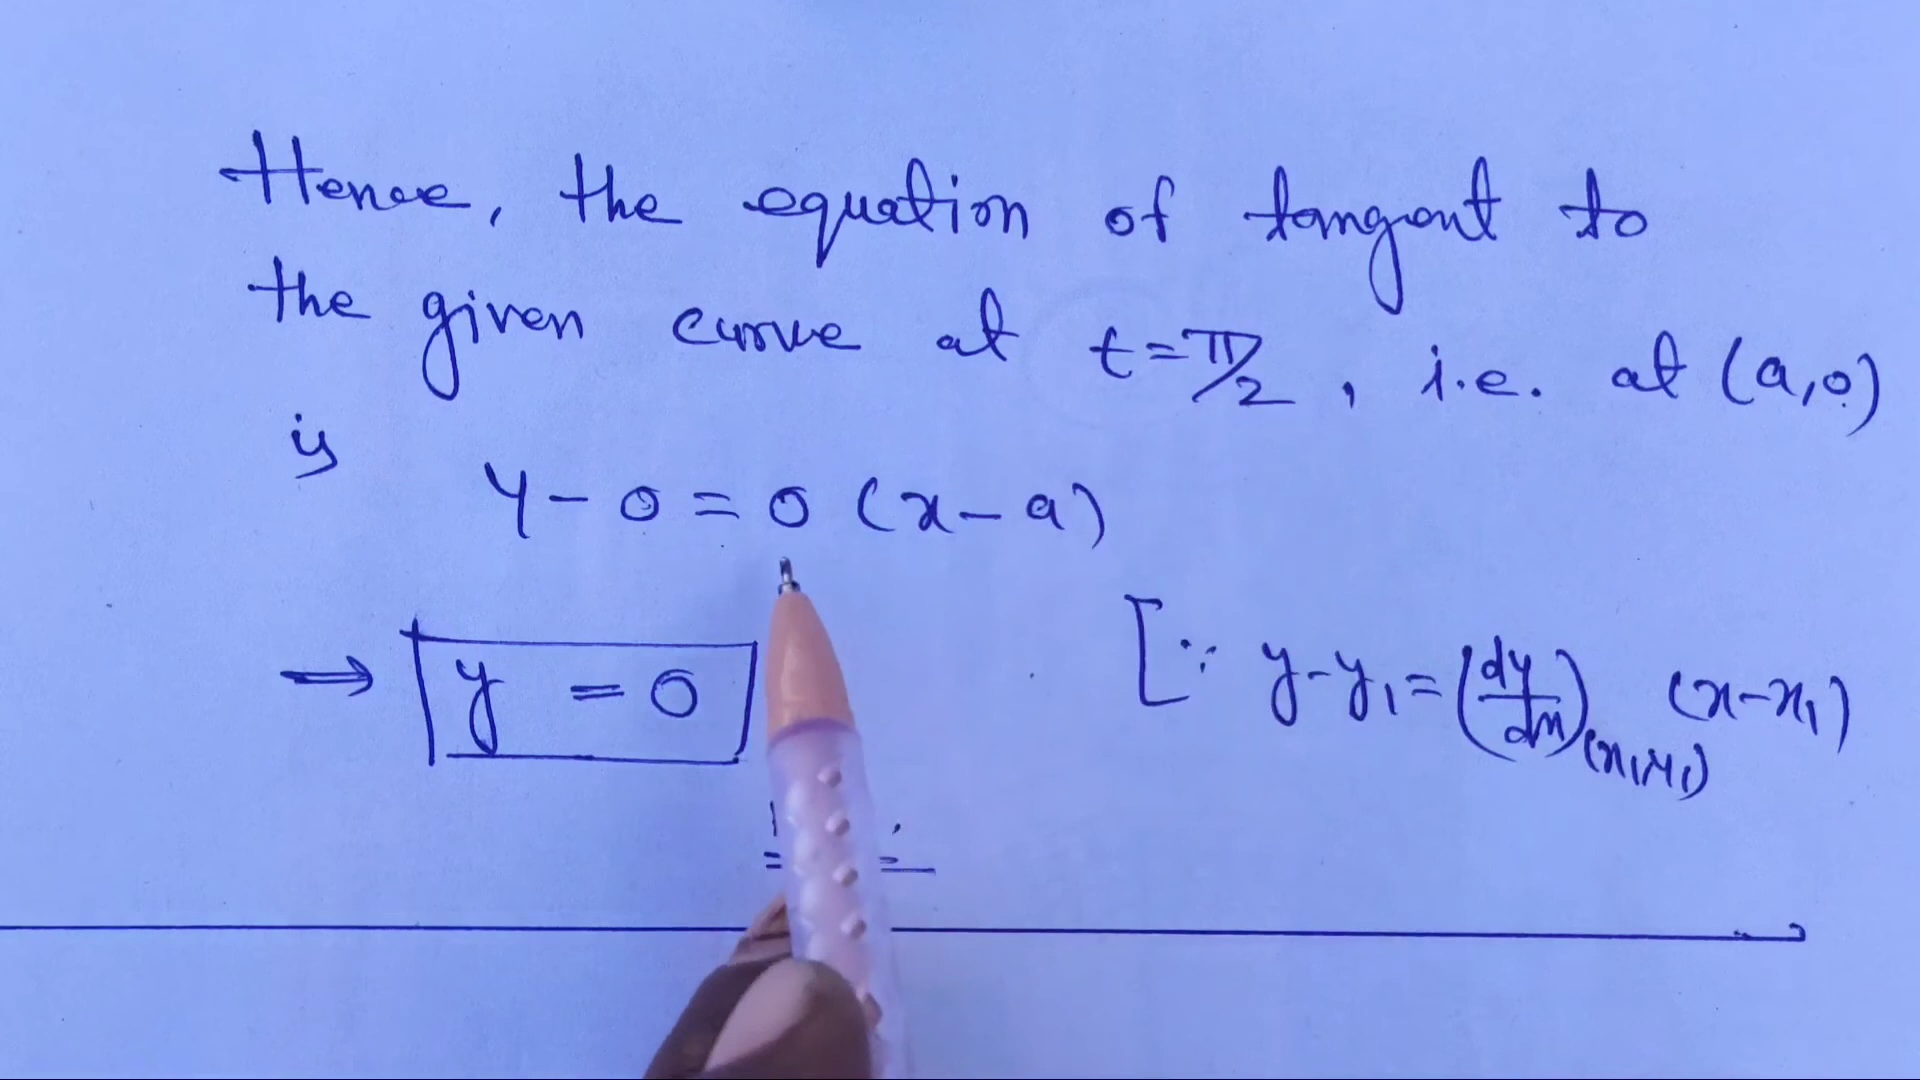 Hence, the equation of tangent to
the given curve at t=π/2, i.e. at (a,0)
is
y-0=0(x-a)
⇒ y = 0
[∵ y-y₁=(dy/dx)(x₁,y₁) (x-x₁)